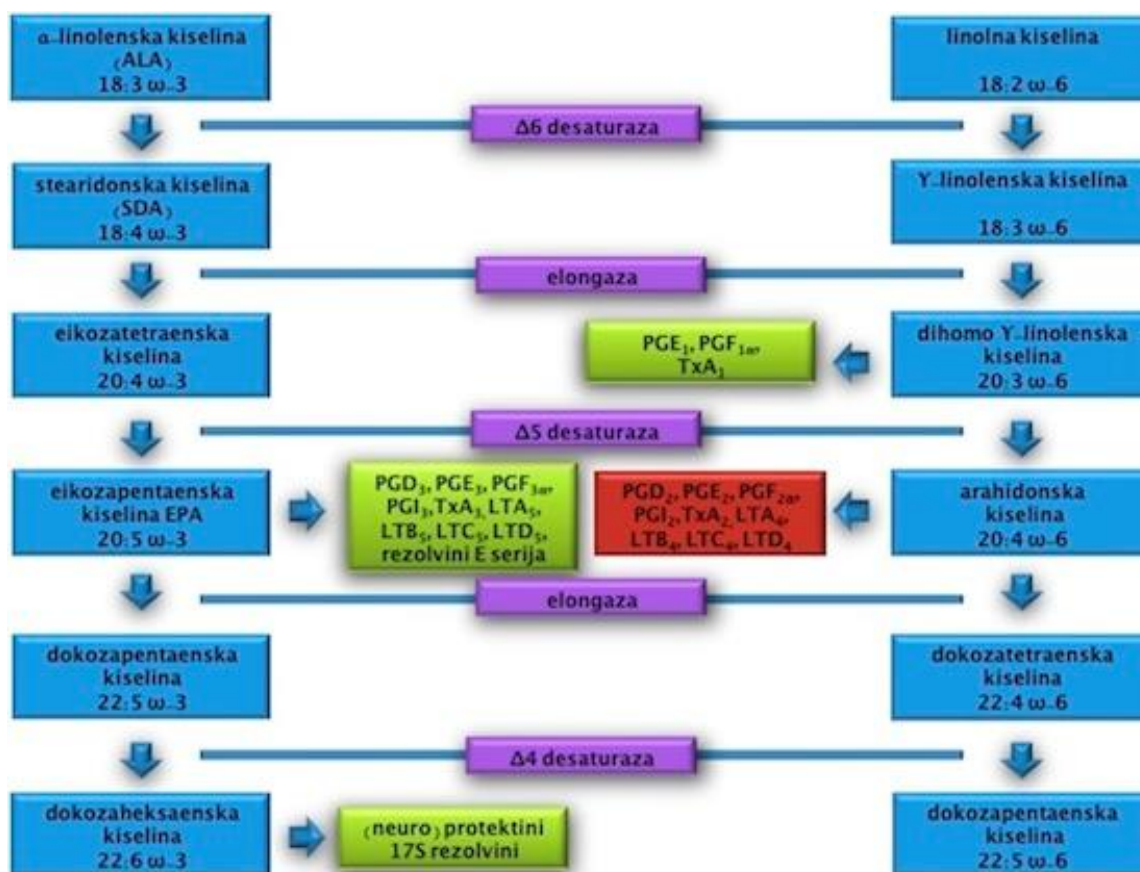 α-linolenska kiselina
(ALA)
18:3 ω-3
linolna kiselina
18:2 ω-6
Δ6 desaturaza
stearidonska kiselina
(SDA)
18:4 ω-3
Υ-linolenska kiselina
18:3 ω-6
elongaza
eikozatetraenska
kiselina
20:4 ω-3
PGE₁, PGF₁α,
TxA₁
dihomo Υ-linolenska
kiselina
20:3 ω-6
Δ5 desaturaza
eikozapentaenska
kiselina EPA
20:5 ω-3
PGD₃, PGE₃, PGF₃α,
PGI₃, TxA₃, LTA₅,
LTB₅, LTC₅, LTD₅,
rezolvini E serija
PGD₂, PGE₂, PGF₂α,
PGI₂, TxA₂, LTA₄,
LTB₄, LTC₄, LTD₄
arahidonska
kiselina
20:4 ω-6
elongaza
dokozapentaenska
kiselina
22:5 ω-3
dokozatetraenska
kiselina
22:4 ω-6
Δ4 desaturaza
dokozaheksaenska
kiselina
22:6 ω-3
(neuro) protektini
17S rezolvini
dokozapentaenska
kiselina
22:5 ω-6